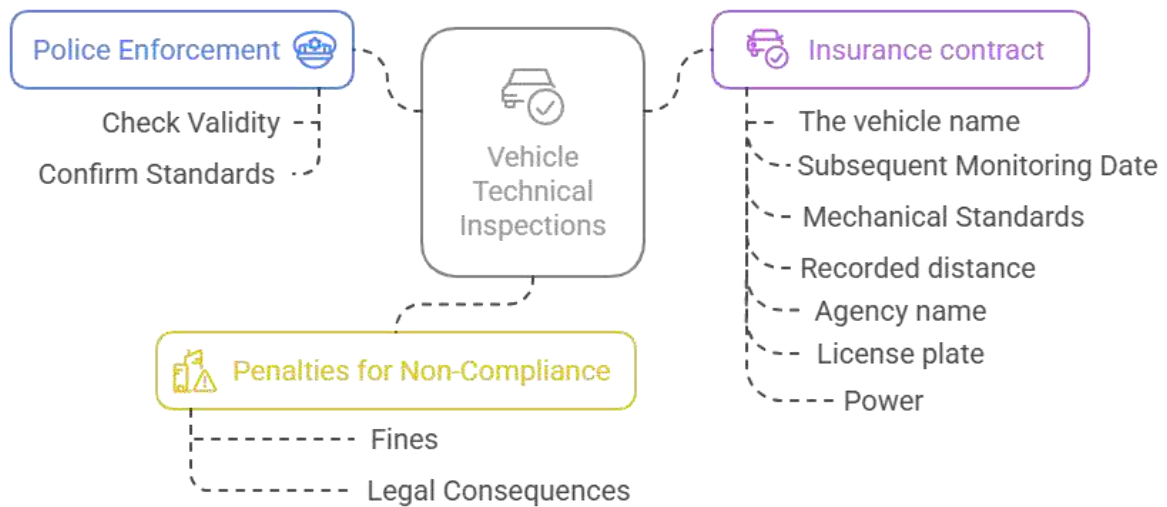 Police Enforcement
Check Validity
Confirm Standards
Vehicle
Technical
Inspections
Insurance contract
The vehicle name
Subsequent Monitoring Date
Mechanical Standards
Recorded distance
Agency name
License plate
Power
Penalties for Non-Compliance
Fines
Legal Consequences